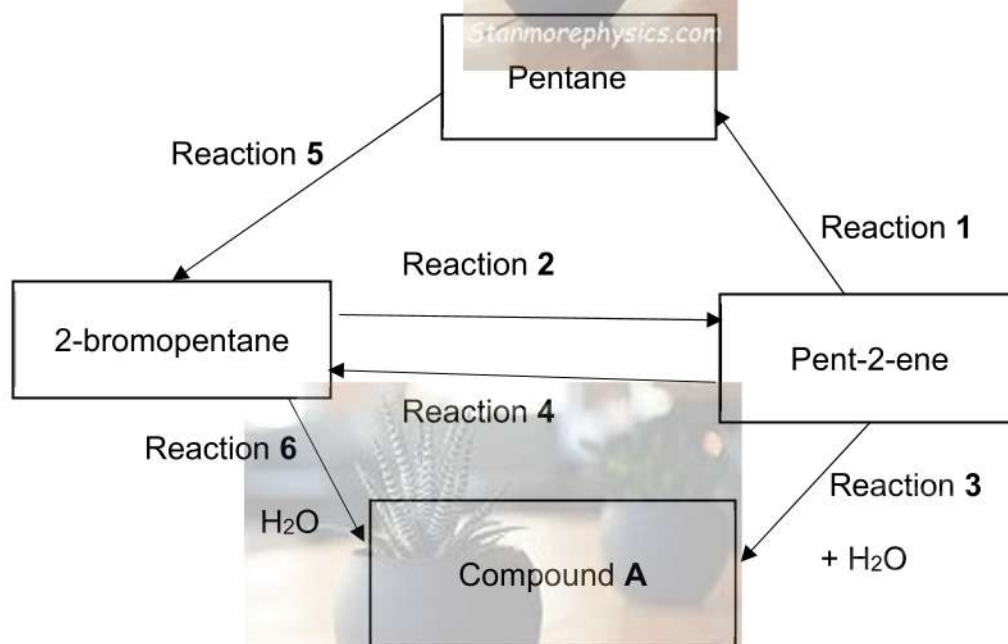 Stanmorephysics.com
Pentane
Reaction 5
Reaction 1
Reaction 2
2-bromopentane
Pent-2-ene
Reaction 4
Reaction 6
Reaction 3
H₂O
+ H₂O
Compound A